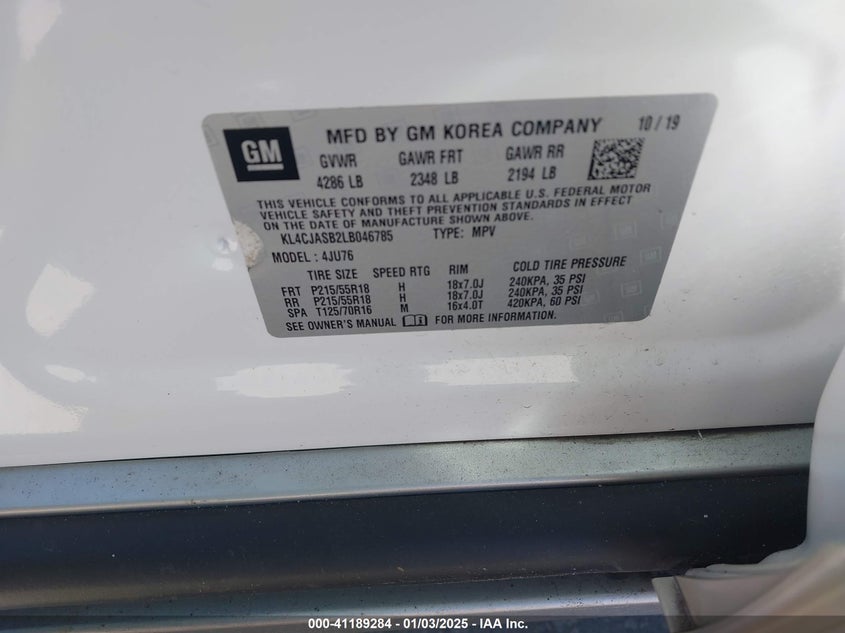 GM
MFD BY GM KOREA COMPANY 10 / 19
GVWR GAWR FRT GAWR RR
4286 LB 2348 LB 2194 LB
THIS VEHICLE CONFORMS TO ALL APPLICABLE U.S. FEDERAL MOTOR
VEHICLE SAFETY AND THEFT PREVENTION STANDARDS IN EFFECT
ON THE DATE OF MANUFACTURE SHOWN ABOVE.
KL4CJASB2LB046785 TYPE: MPV
MODEL : 4JU76
TIRE SIZE SPEED RTG RIM COLD TIRE PRESSURE
FRT P215/55R18 H 18x7.0J 240KPA, 35 PSI
RR P215/55R18 H 18x7.0J 240KPA, 35 PSI
SPA T125/70R16 M 16x4.0T 420KPA, 60 PSI
SEE OWNER'S MANUAL FOR MORE INFORMATION.
000-41189284 - 01/03/2025 - IAA Inc.